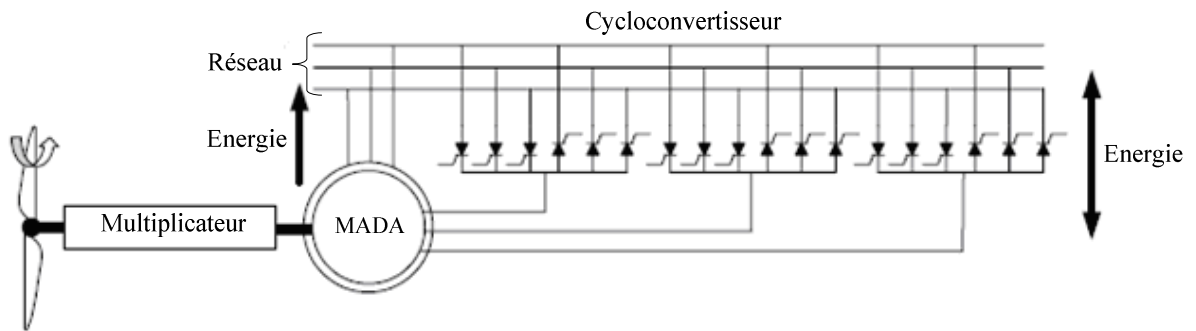 Cycloconvertisseur
Réseau
Energie
Energie
Multiplicateur
MADA